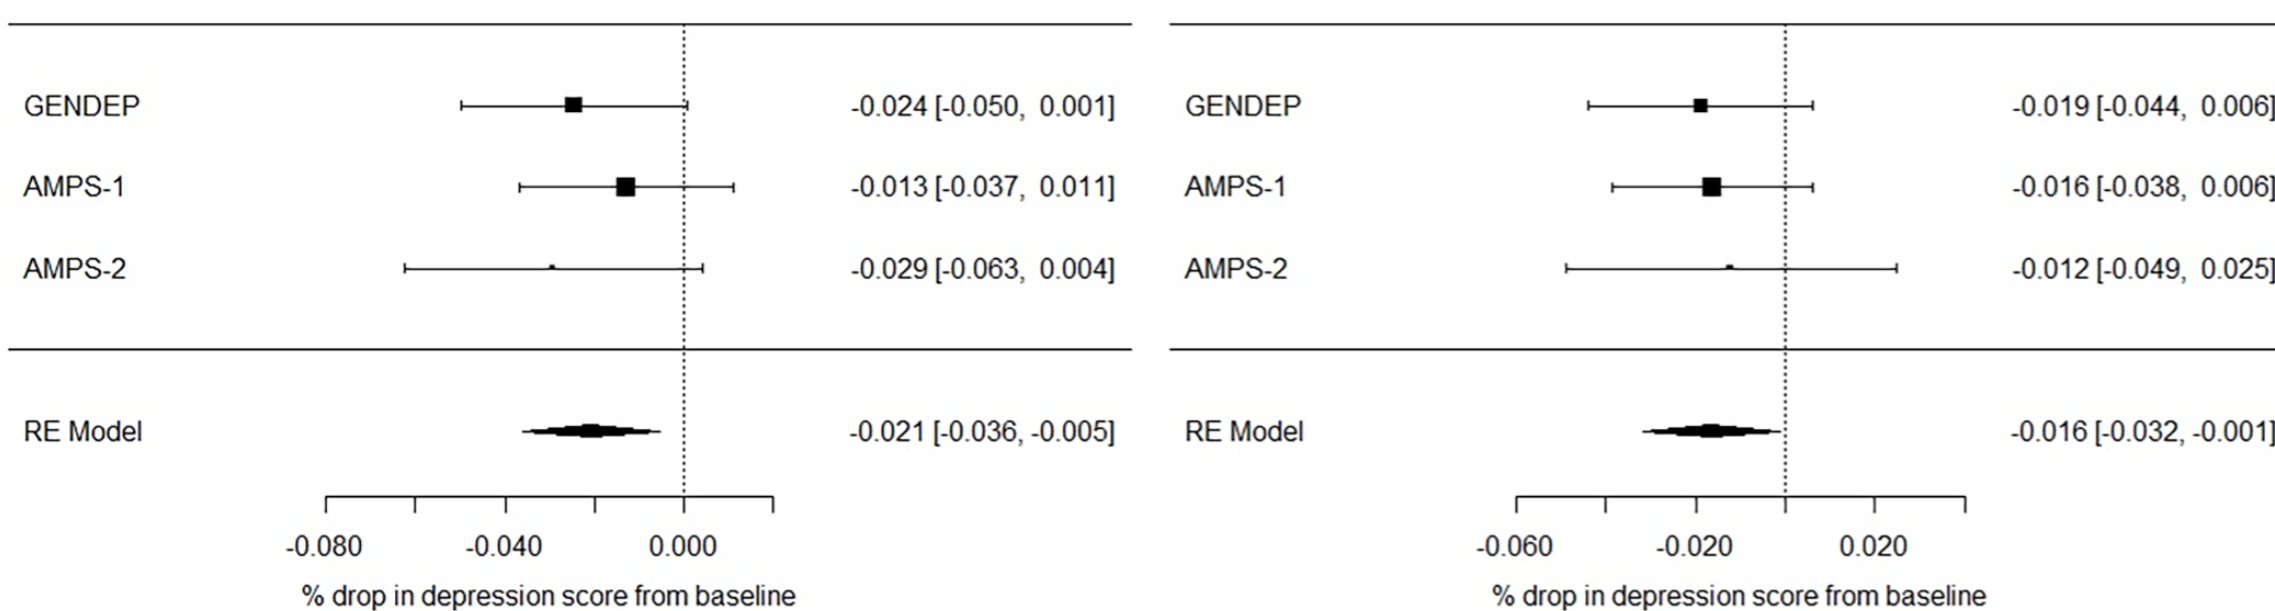 GENDEP -0.024 [-0.050, 0.001]
AMPS-1 -0.013 [-0.037, 0.011]
AMPS-2 -0.029 [-0.063, 0.004]
RE Model -0.021 [-0.036, -0.005]
-0.080 -0.040 0.000
% drop in depression score from baseline
GENDEP -0.019 [-0.044, 0.006]
AMPS-1 -0.016 [-0.038, 0.006]
AMPS-2 -0.012 [-0.049, 0.025]
RE Model -0.016 [-0.032, -0.001]
-0.060 -0.020 0.020
% drop in depression score from baseline